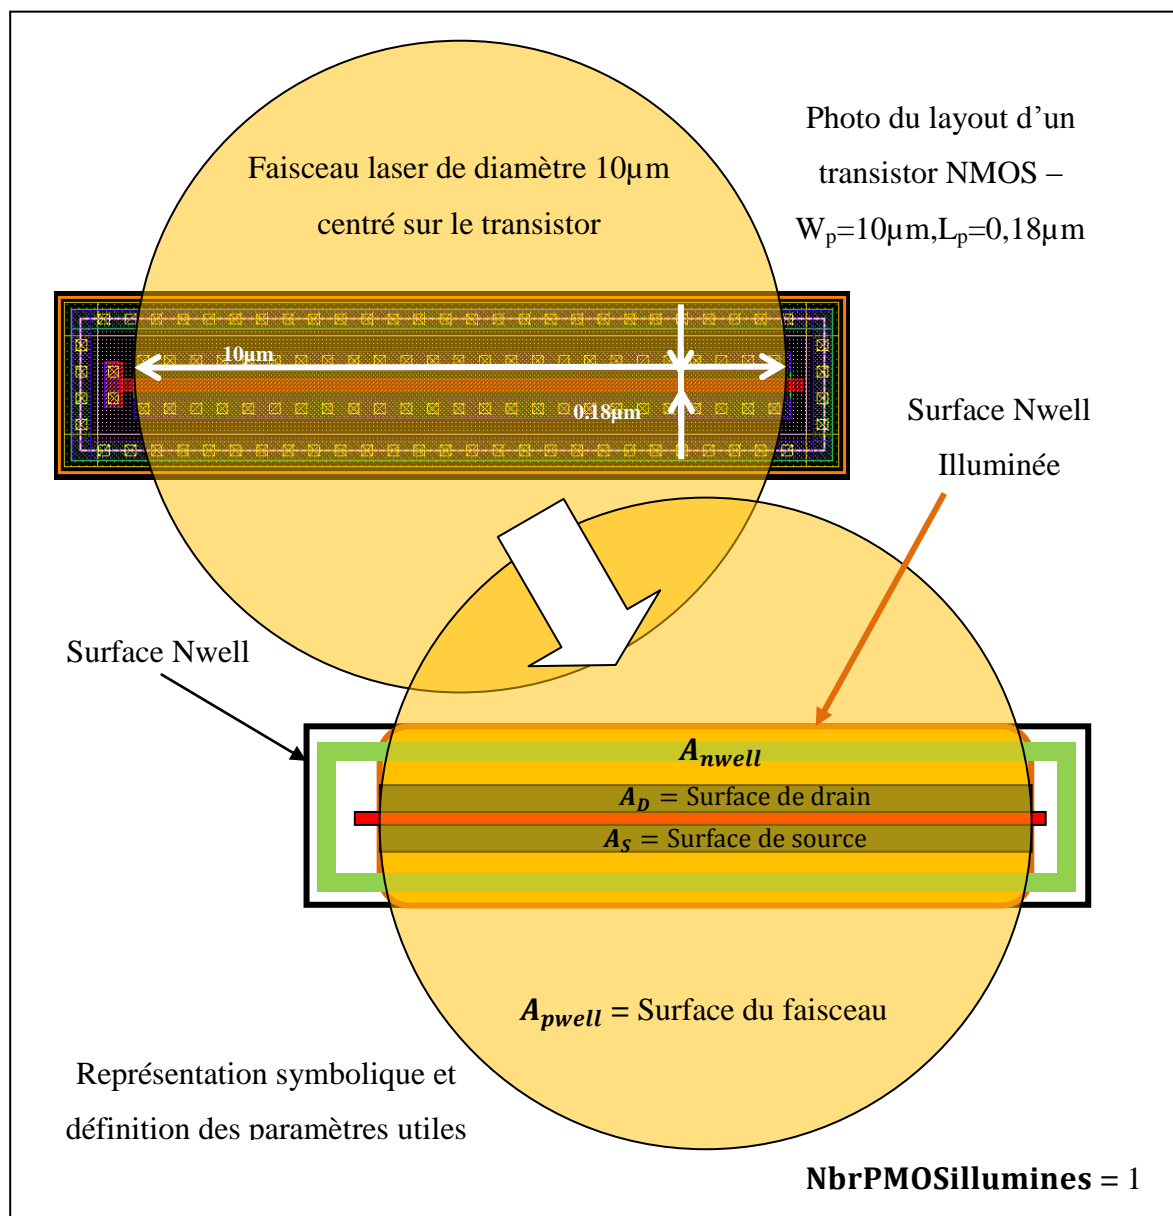 Photo du layout d’un
transistor NMOS –
Wp=10µm,Lp=0,18µm
Faisceau laser de diamètre 10µm
centré sur le transistor
10µm
0.18µm
Surface Nwell
Illuminée
Surface Nwell
Anwell
AD = Surface de drain
AS = Surface de source
Apwell = Surface du faisceau
Représentation symbolique et
définition des paramètres utiles
NbrPMOSillumines = 1